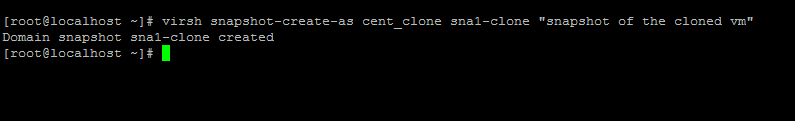 [root@localhost ~]# virsh snapshot-create-as cent_clone sna1-clone "snapshot of the cloned vm"
Domain snapshot sna1-clone created
[root@localhost ~]#